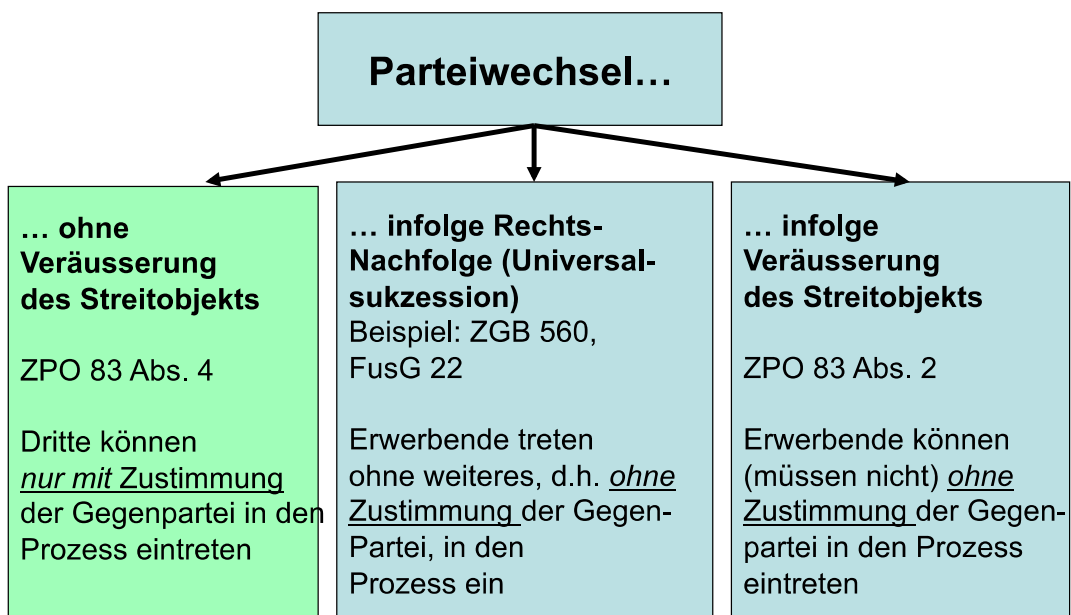 Parteiwechsel…
… ohne
Veräusserung
des Streitobjekts
ZPO 83 Abs. 4
Dritte können
nur mit Zustimmung
der Gegenpartei in den
Prozess eintreten
… infolge Rechts-
Nachfolge (Universal-
sukzession)
Beispiel: ZGB 560,
FusG 22
Erwerbende treten
ohne weiteres, d.h. ohne
Zustimmung der Gegen-
Partei, in den
Prozess ein
… infolge
Veräusserung
des Streitobjekts
ZPO 83 Abs. 2
Erwerbende können
(müssen nicht) ohne
Zustimmung der Gegen-
partei in den Prozess
eintreten